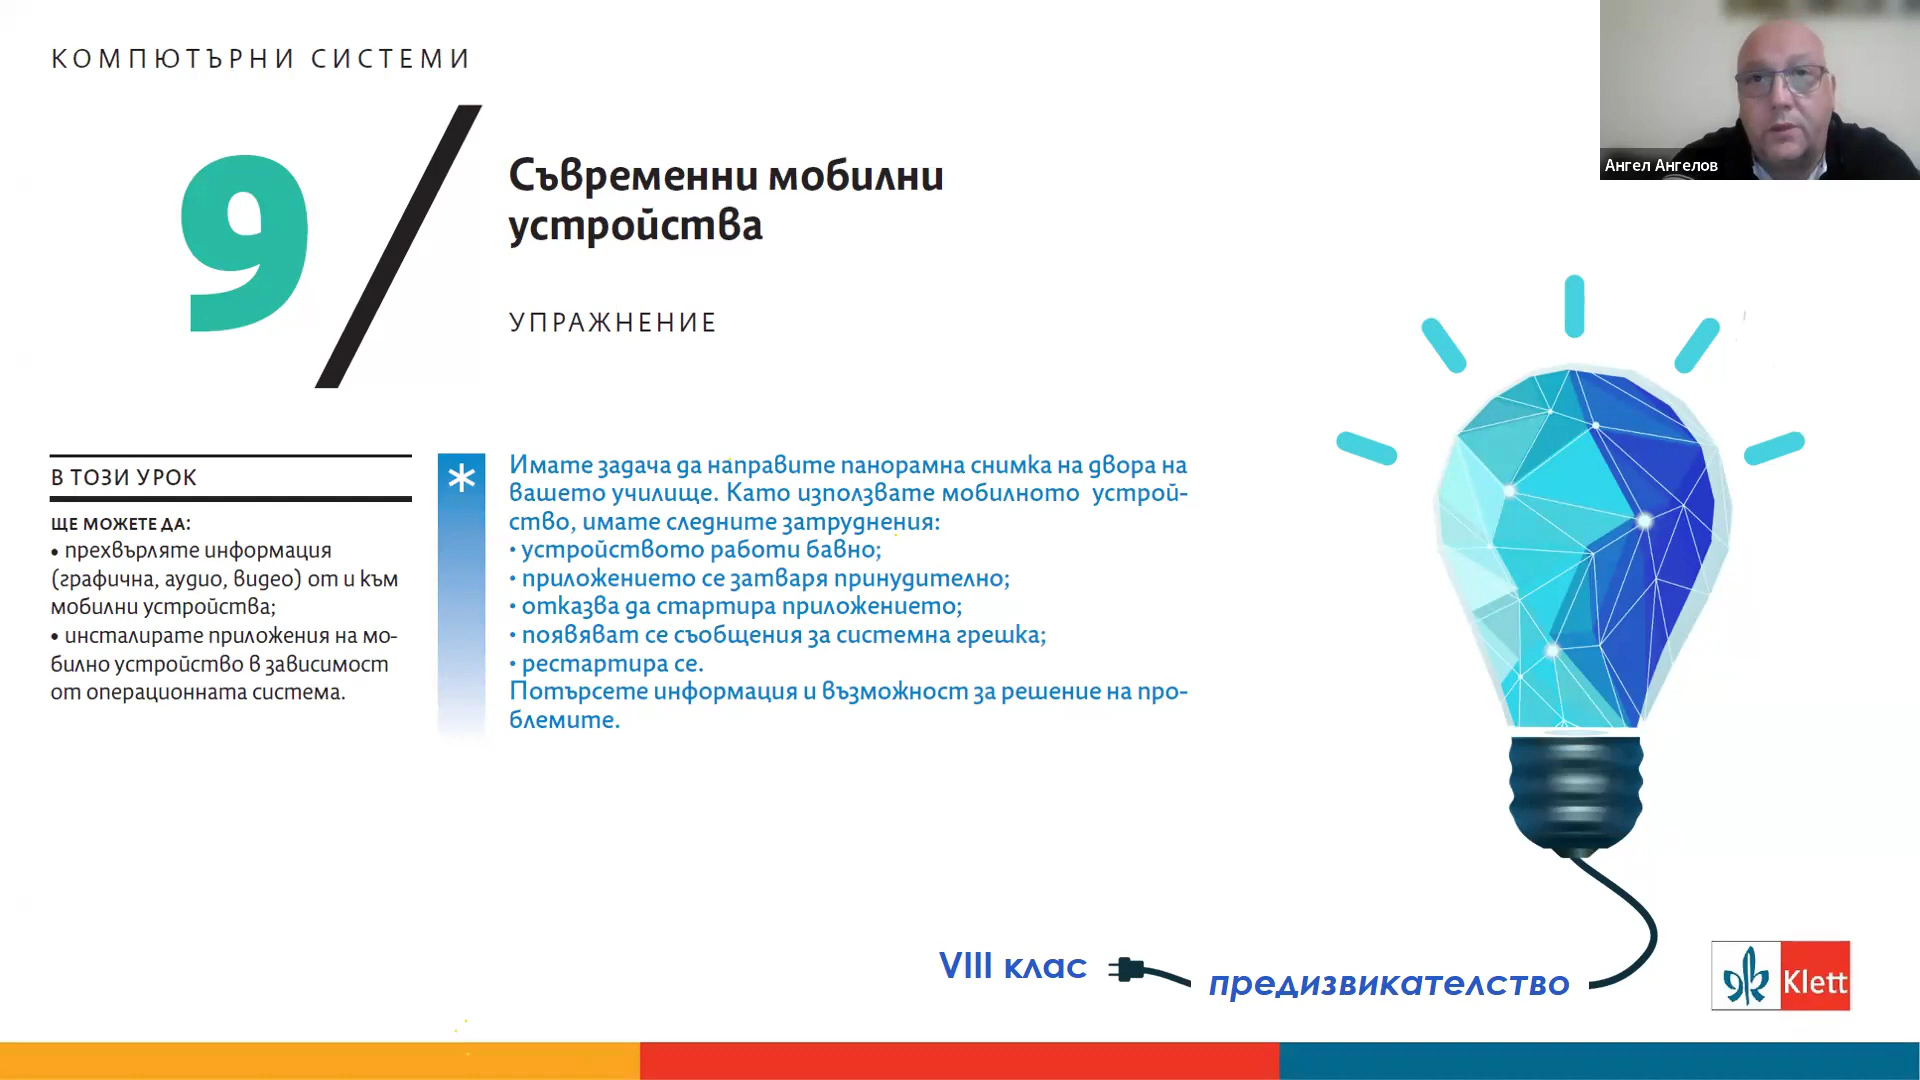 КОМПЮТЪРНИ СИСТЕМИ
9
Съвременни мобилни
устройства
УПРАЖНЕНИЕ
В ТОЗИ УРОК
ЩЕ МОЖЕТЕ ДА:
• прехвърляте информация
(графична, аудио, видео) от и към
мобилни устройства;
• инсталирате приложения на мо-
билно устройство в зависимост
от операционната система.
*
Имате задача да направите панорамна снимка на двора на
вашето училище. Като използвате мобилното устрой-
ство, имате следните затруднения:
• устройството работи бавно;
• приложението се затваря принудително;
• отказва да стартира приложението;
• появяват се съобщения за системна грешка;
• рестартира се.
Потърсете информация и възможност за решение на про-
блемите.
Ангел Ангелов
VIII клас
предизвикателство
Klett